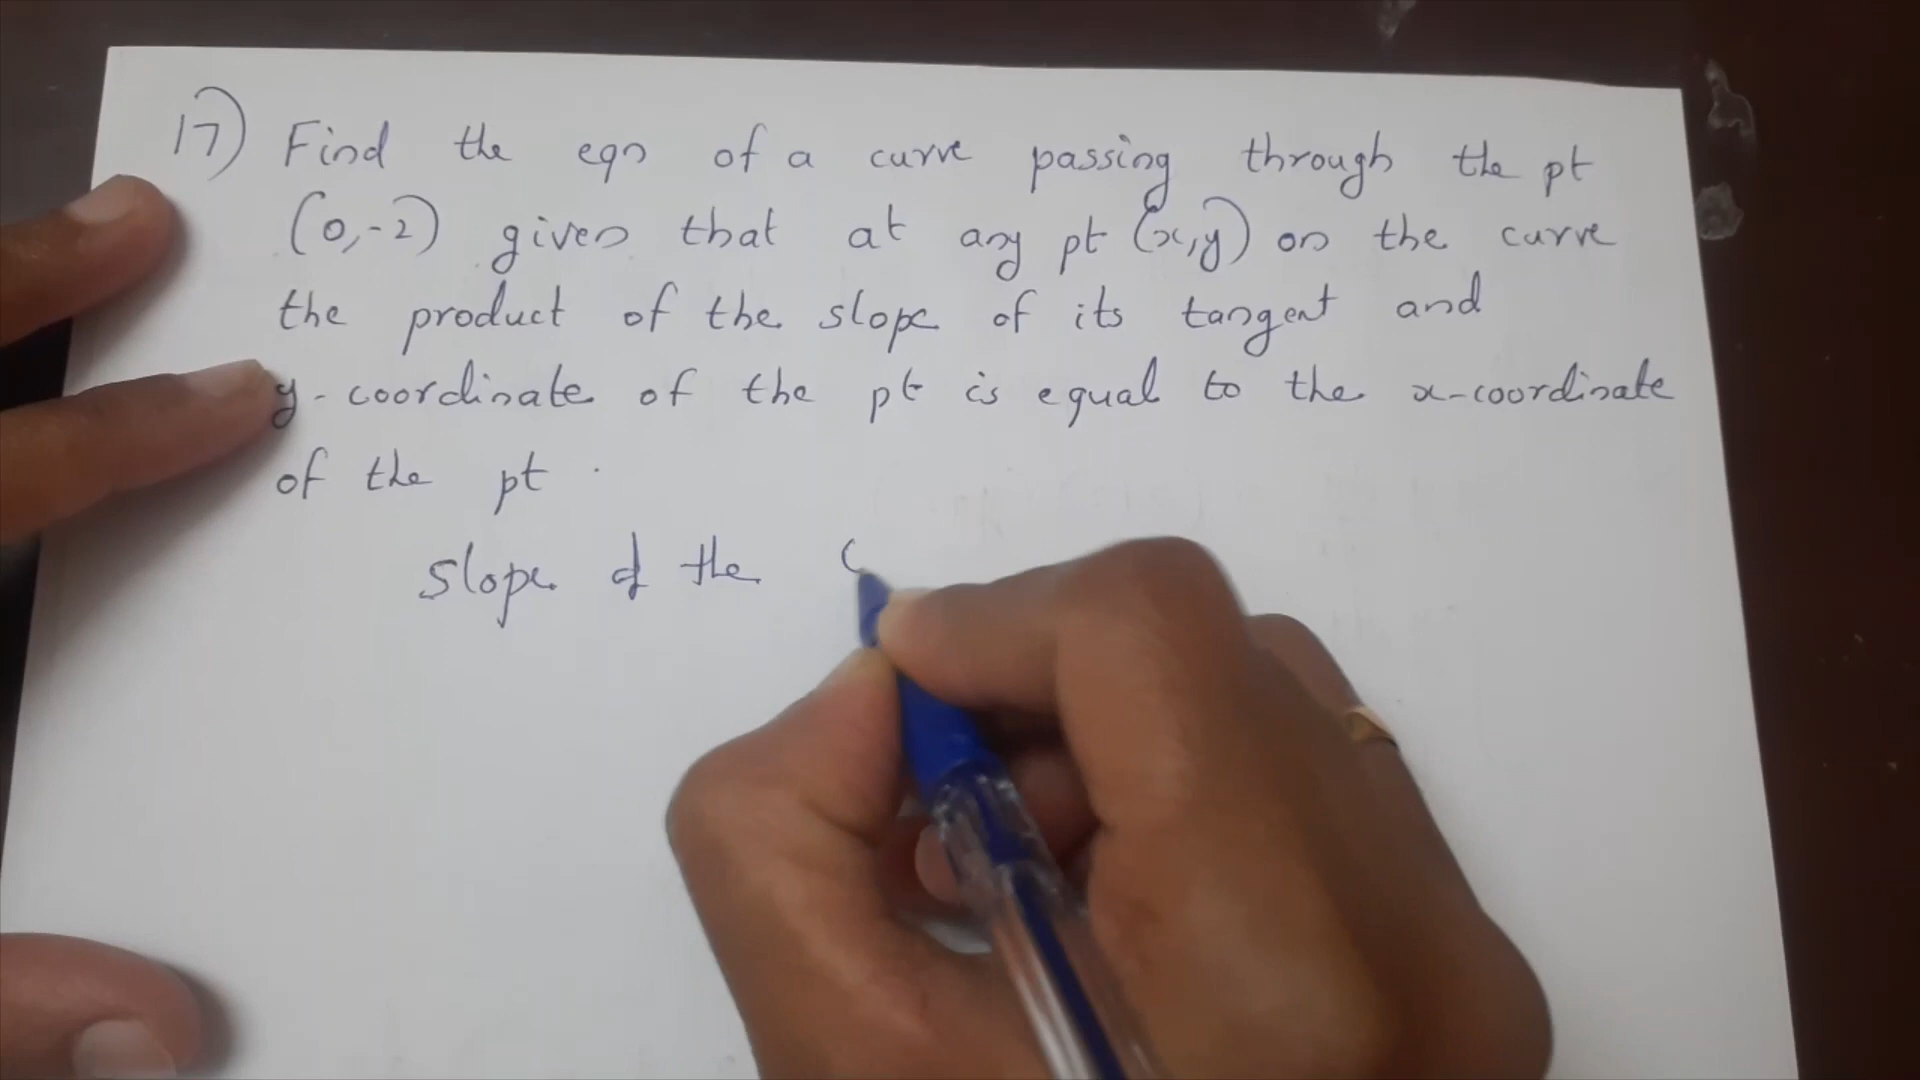 17) Find the eqn of a curve passing through the pt
(0,-2) given that at any pt (x,y) on the curve
the product of the slope of its tangent and
y-coordinate of the pt is equal to the x-coordinate
of the pt.
Slope of the